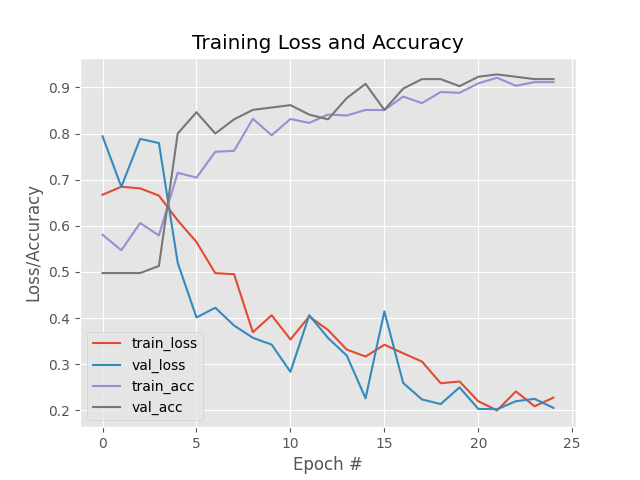 Training Loss and Accuracy
Loss/Accuracy
0.9
0.8
0.7
0.6
0.5
0.4
0.3
0.2
train_loss
val_loss
train_acc
val_acc
0 5 10 15 20 25
Epoch #